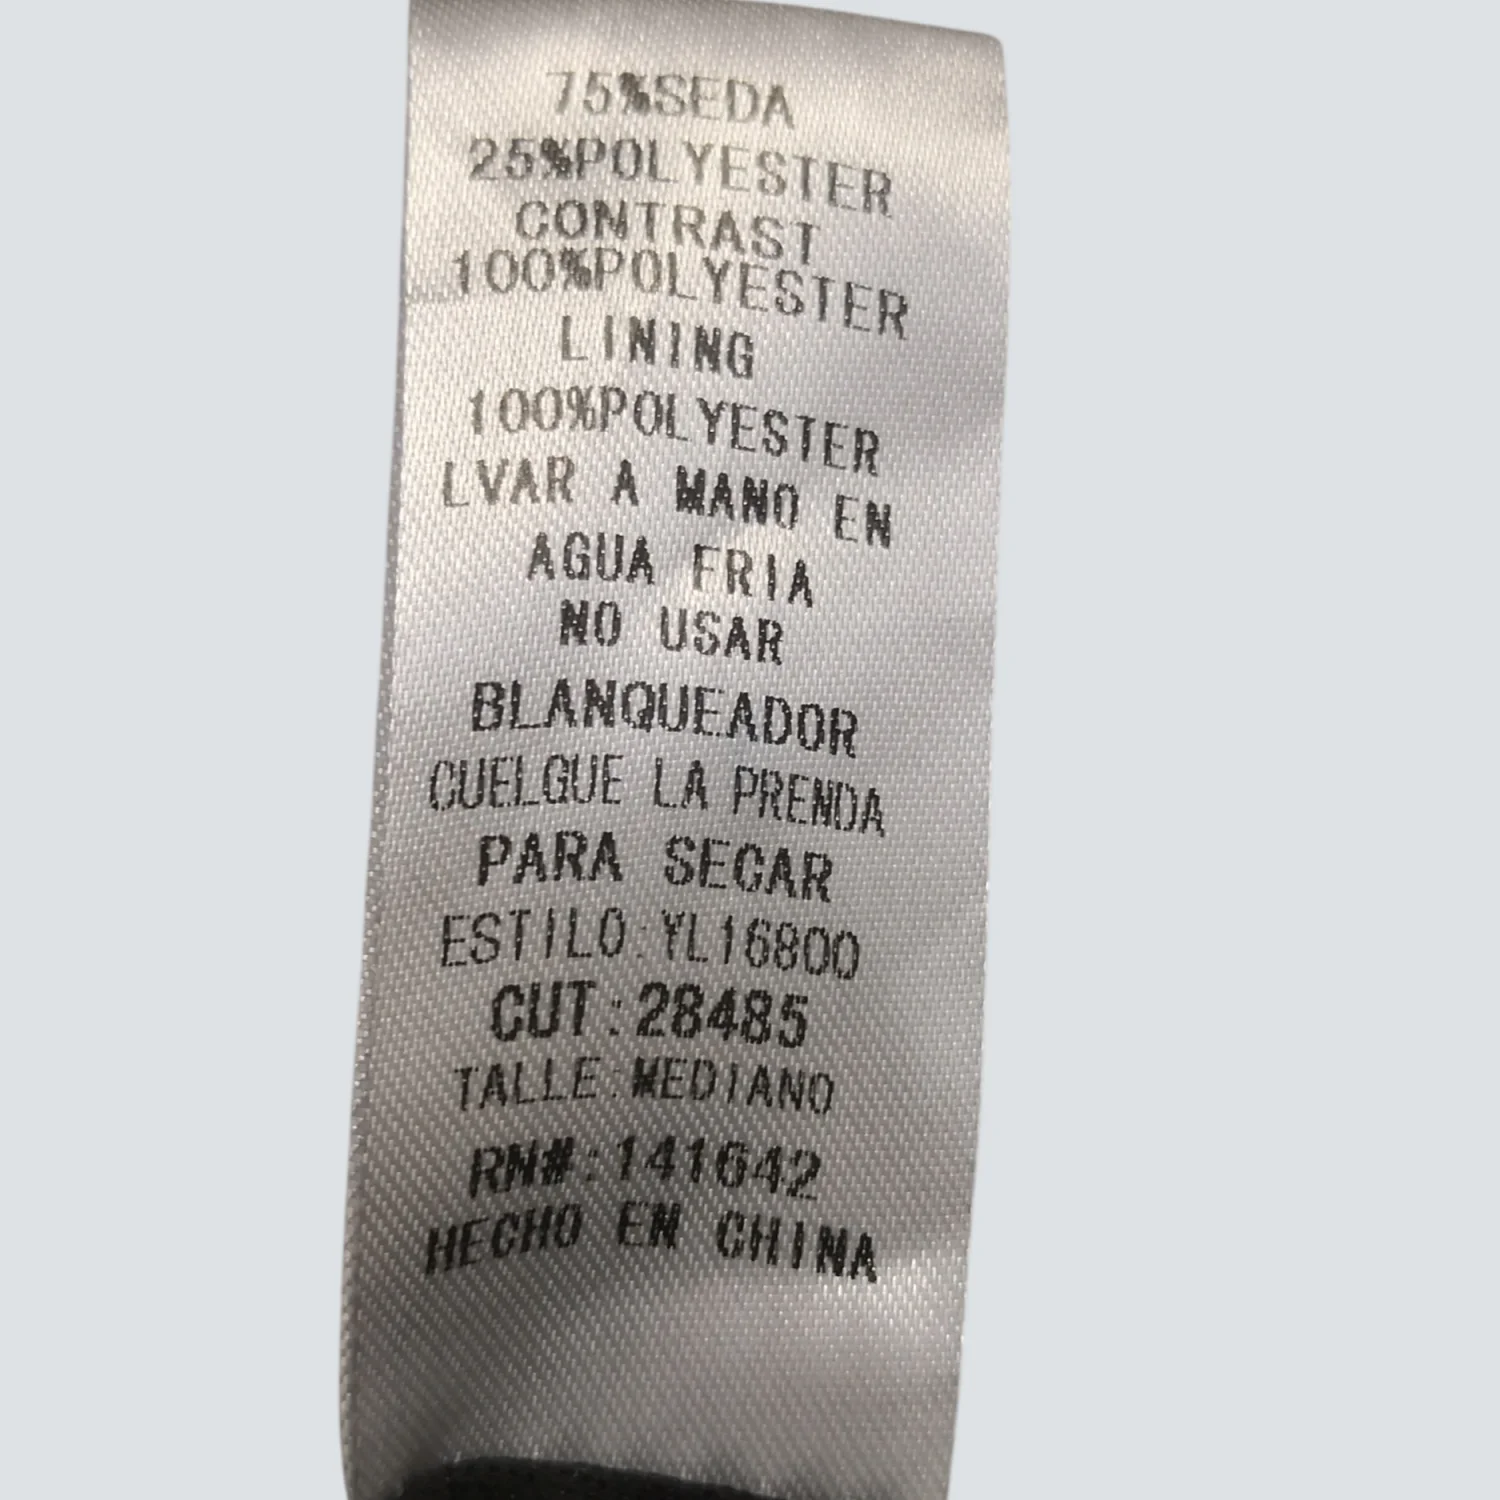 75%SEDA
25%POLYESTER
CONTRAST
100%POLYESTER
LINING
100%POLYESTER
LVAR A MANO EN
AGUA FRIA
NO USAR
BLANQUEADOR
CUELGUE LA PRENDA
PARA SECAR
ESTILO:YL16800
CUT:28485
TALLE:MEDIANO
RN#:141642
HECHO EN CHINA